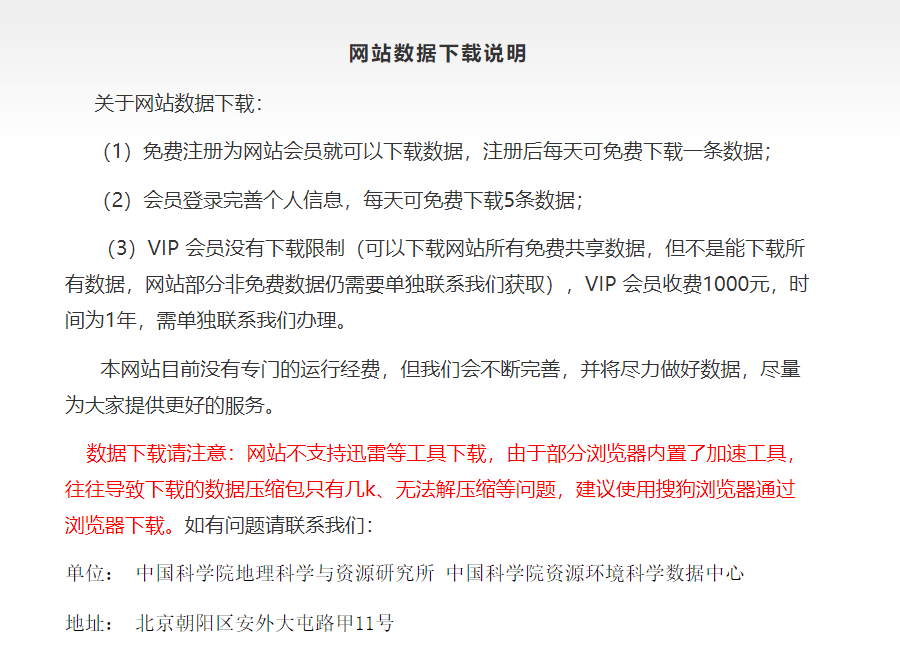 网站数据下载说明
关于网站数据下载：
（1）免费注册为网站会员就可以下载数据，注册后每天可免费下载一条数据；
（2）会员登录完善个人信息，每天可免费下载5条数据；
（3）VIP 会员没有下载限制（可以下载网站所有免费共享数据，但不是能下载所
有数据，网站部分非免费数据仍需要单独联系我们获取），VIP 会员收费1000元，时
间为1年，需单独联系我们办理。
本网站目前没有专门的运行经费，但我们会不断完善，并将尽力做好数据，尽量
为大家提供更好的服务。
数据下载请注意：网站不支持迅雷等工具下载，由于部分浏览器内置了加速工具，
往往导致下载的数据压缩包只有几k、无法解压缩等问题，建议使用搜狗浏览器通过
浏览器下载。如有问题请联系我们：
单位： 中国科学院地理科学与资源研究所 中国科学院资源环境科学数据中心
地址： 北京朝阳区安外大屯路甲11号